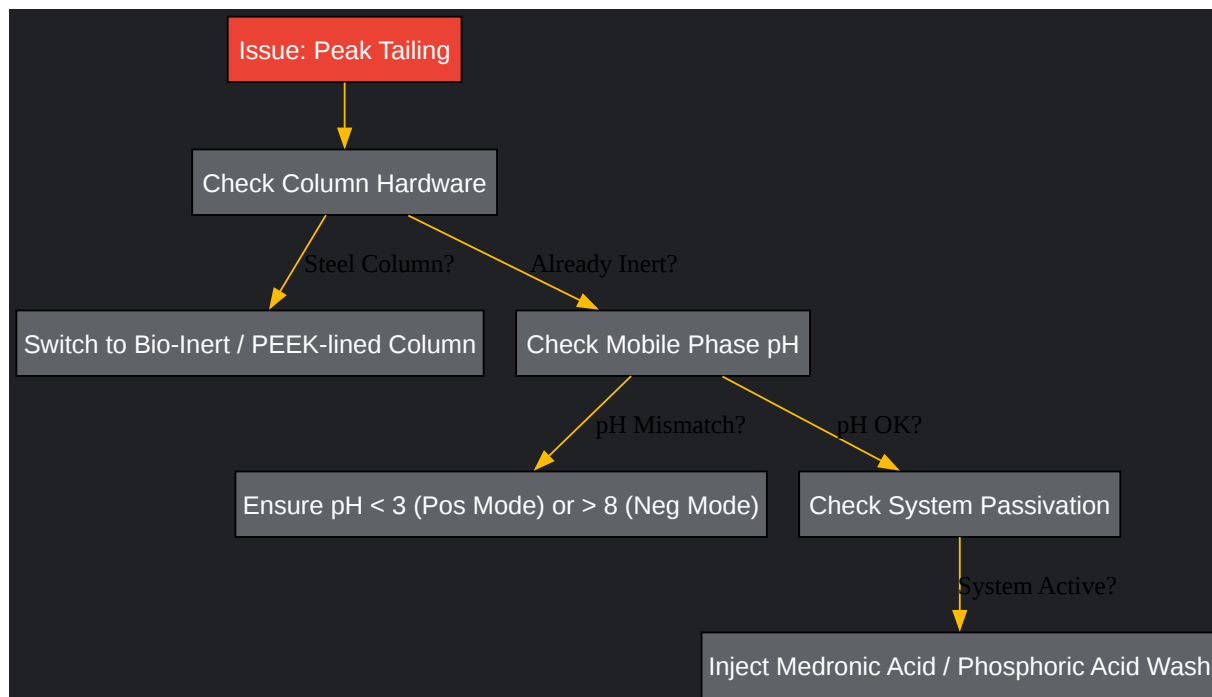 Issue: Peak Tailing
Check Column Hardware
Steel Column?
Already Inert?
Switch to Bio-Inert / PEEK-lined Column
Check Mobile Phase pH
pH Mismatch?
pH OK?
Ensure pH < 3 (Pos Mode) or > 8 (Neg Mode)
Check System Passivation
System Active?
Inject Medronic Acid / Phosphoric Acid Wash